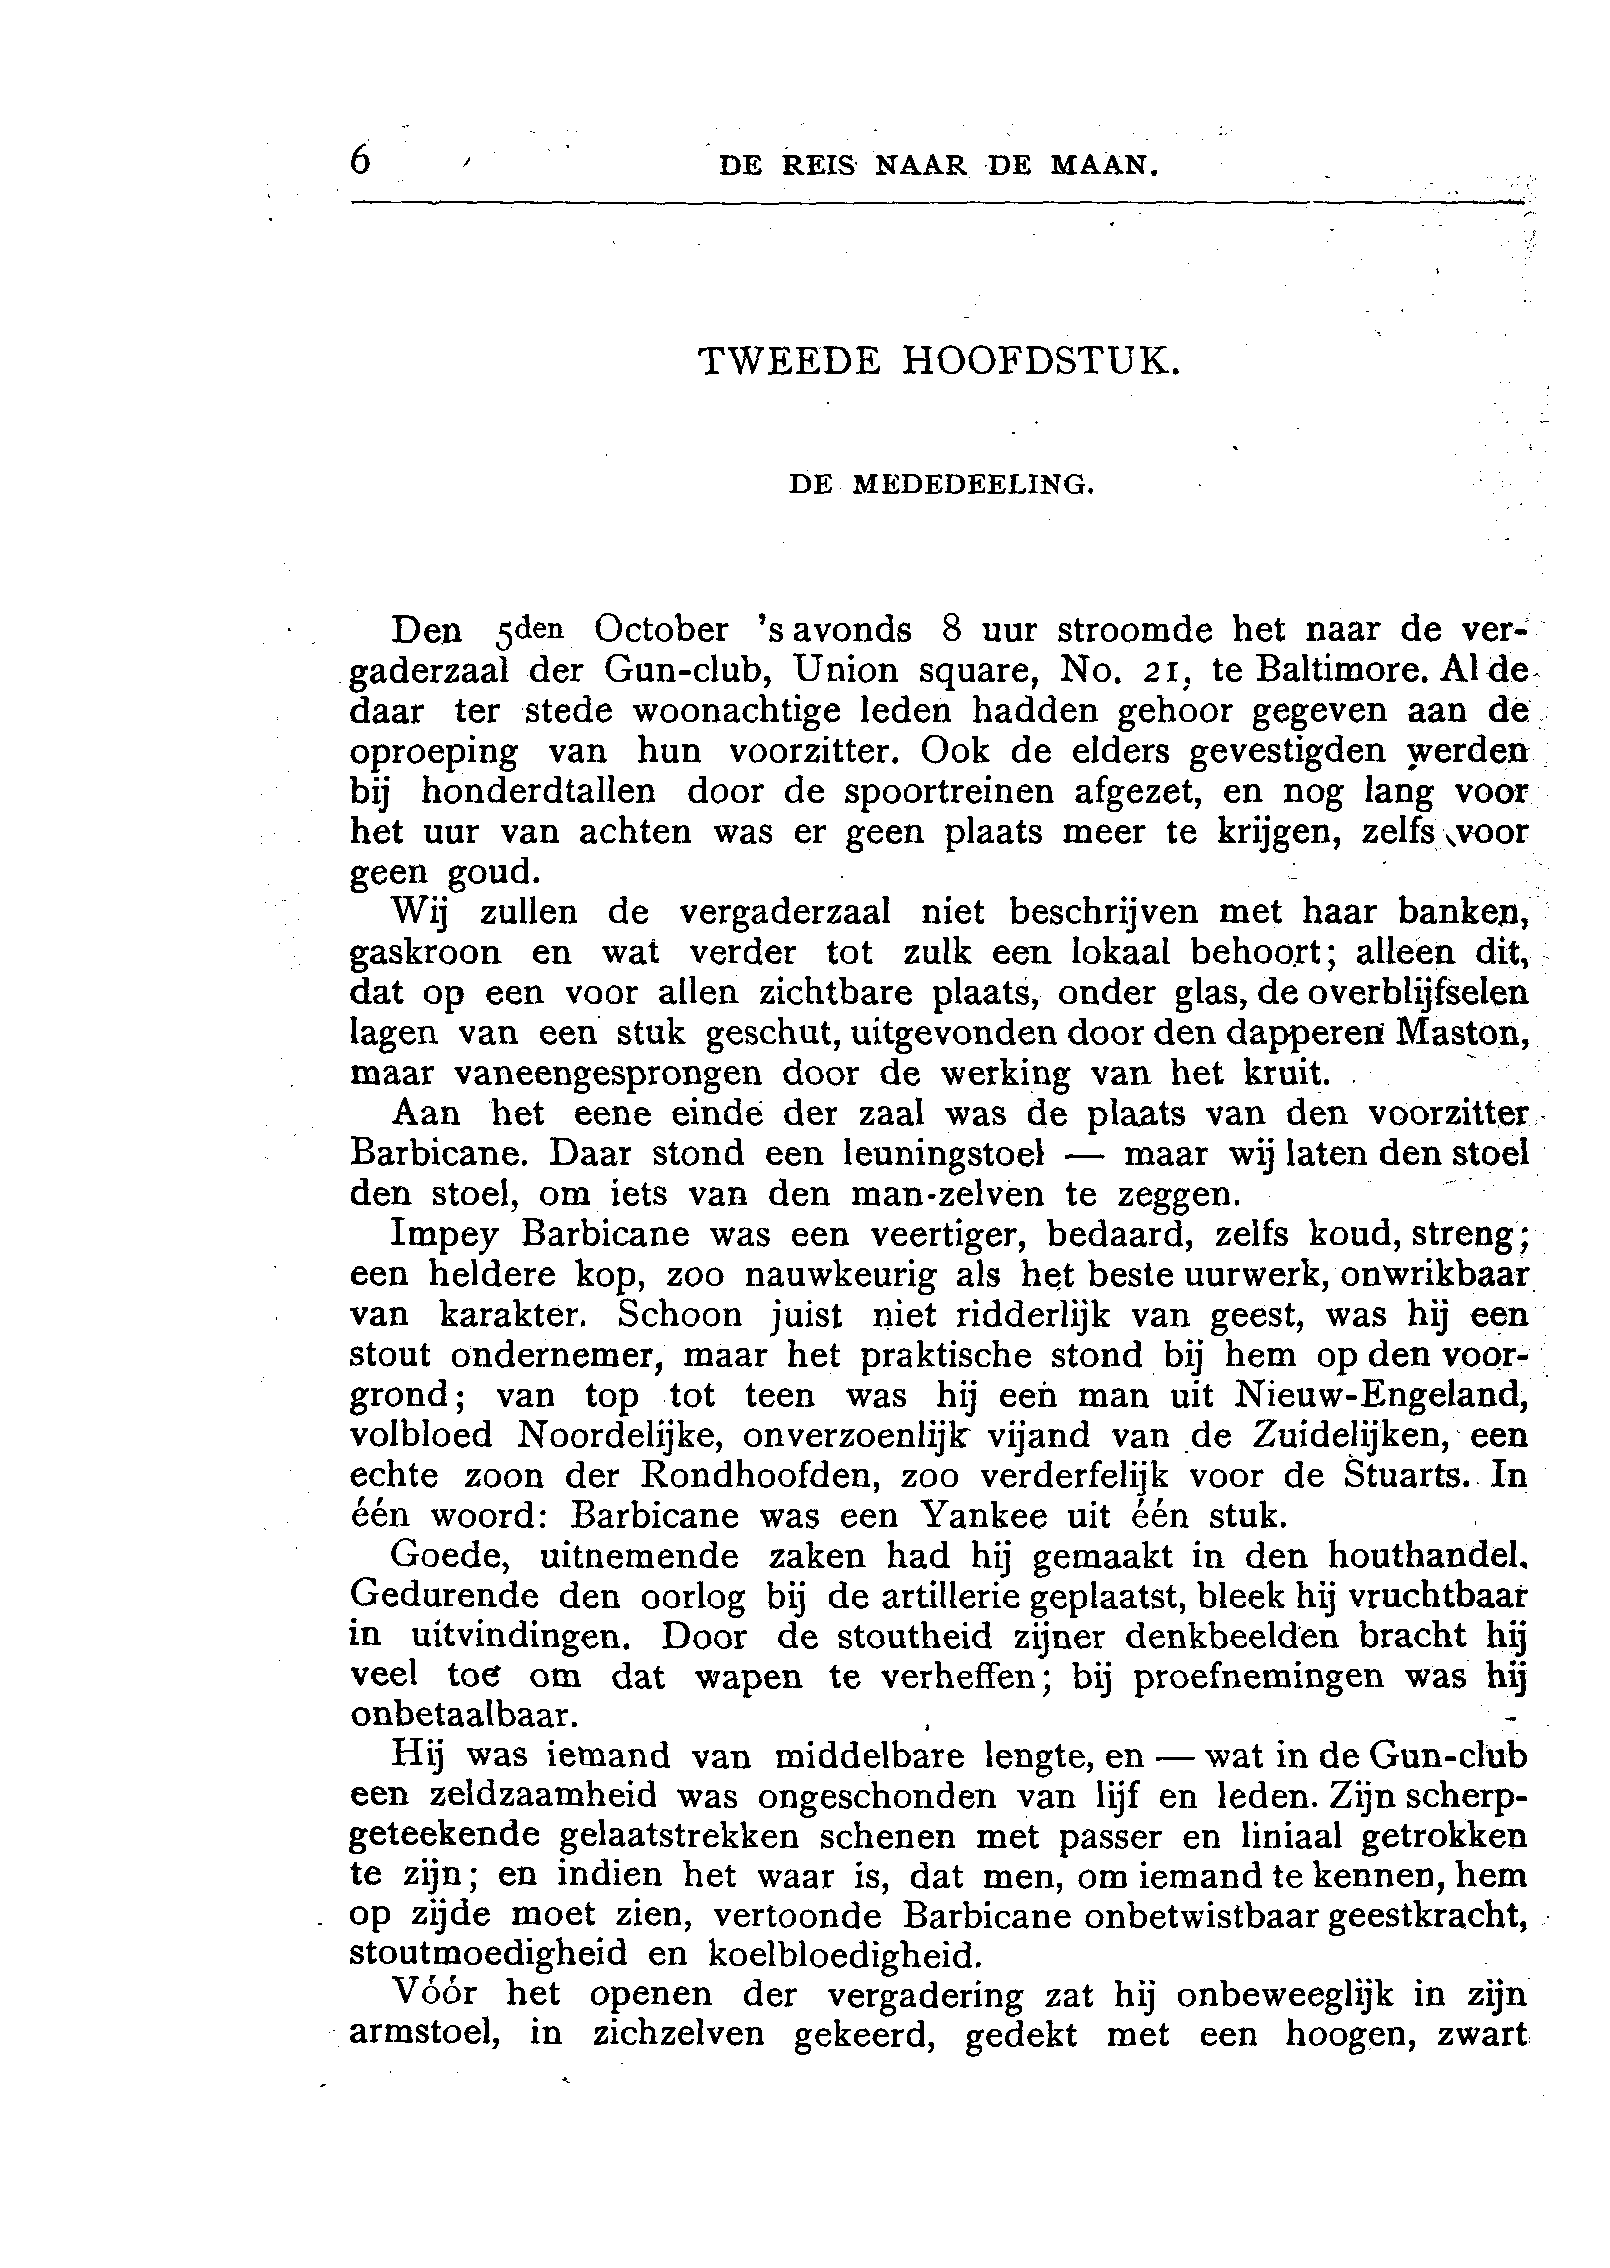 6 DE REIS NAAR DE MAAN.
TWEEDE HOOFDSTUK.
DE MEDEDEELING.
Den 5den October 's avonds 8 uur stroomde het naar de ver-
gaderzaal der Gun-club, Union square, No. 21, te Baltimore. Al de
daar ter stede woonachtige leden hadden gehoor gegeven aan de
oproeping van hun voorzitter. Ook de elders gevestigden werden
bij honderdtallen door de spoortreinen afgezet, en nog lang voor
het uur van achten was er geen plaats meer te krijgen, zelfs voor
geen goud.
Wij zullen de vergaderzaal niet beschrijven met haar banken,
gaskroon en wat verder tot zulk een lokaal behoort; alleen dit,
dat op een voor allen zichtbare plaats, onder glas, de overblijfselen
lagen van een stuk geschut, uitgevonden door den dapperen Maston,
maar vaneengesprongen door de werking van het kruit.
Aan het eene einde der zaal was de plaats van den voorzitter
Barbicane. Daar stond een leuningstoel — maar wij laten den stoel
den stoel, om iets van den man-zelven te zeggen.
Impey Barbicane was een veertiger, bedaard, zelfs koud, streng;
een heldere kop, zoo nauwkeurig als het beste uurwerk, onwrikbaar
van karakter. Schoon juist niet ridderlijk van geest, was hij een
stout ondernemer, maar het praktische stond bij hem op den voor-
grond; van top tot teen was hij een man uit Nieuw-Engeland,
volbloed Noordelijke, onverzoenlijk vijand van de Zuidelijken, een
echte zoon der Rondhoofden, zoo verderfelijk voor de Stuarts. In
één woord: Barbicane was een Yankee uit één stuk.
Goede, uitnemende zaken had hij gemaakt in den houthandel.
Gedurende den oorlog bij de artillerie geplaatst, bleek hij vruchtbaar
in uitvindingen. Door de stoutheid zijner denkbeelden bracht hij
veel toe om dat wapen te verheffen; bij proefnemingen was hij
onbetaalbaar.
Hij was iemand van middelbare lengte, en — wat in de Gun-club
een zeldzaamheid was ongeschonden van lijf en leden. Zijn scherp-
geteekende gelaatstrekken schenen met passer en liniaal getrokken
te zijn; en indien het waar is, dat men, om iemand te kennen, hem
op zijde moet zien, vertoonde Barbicane onbetwistbaar geestkracht,
stoutmoedigheid en koelbloedigheid.
Vóór het openen der vergadering zat hij onbeweeglijk in zijn
armstoel, in zichzelven gekeerd, gedekt met een hoogen, zwart